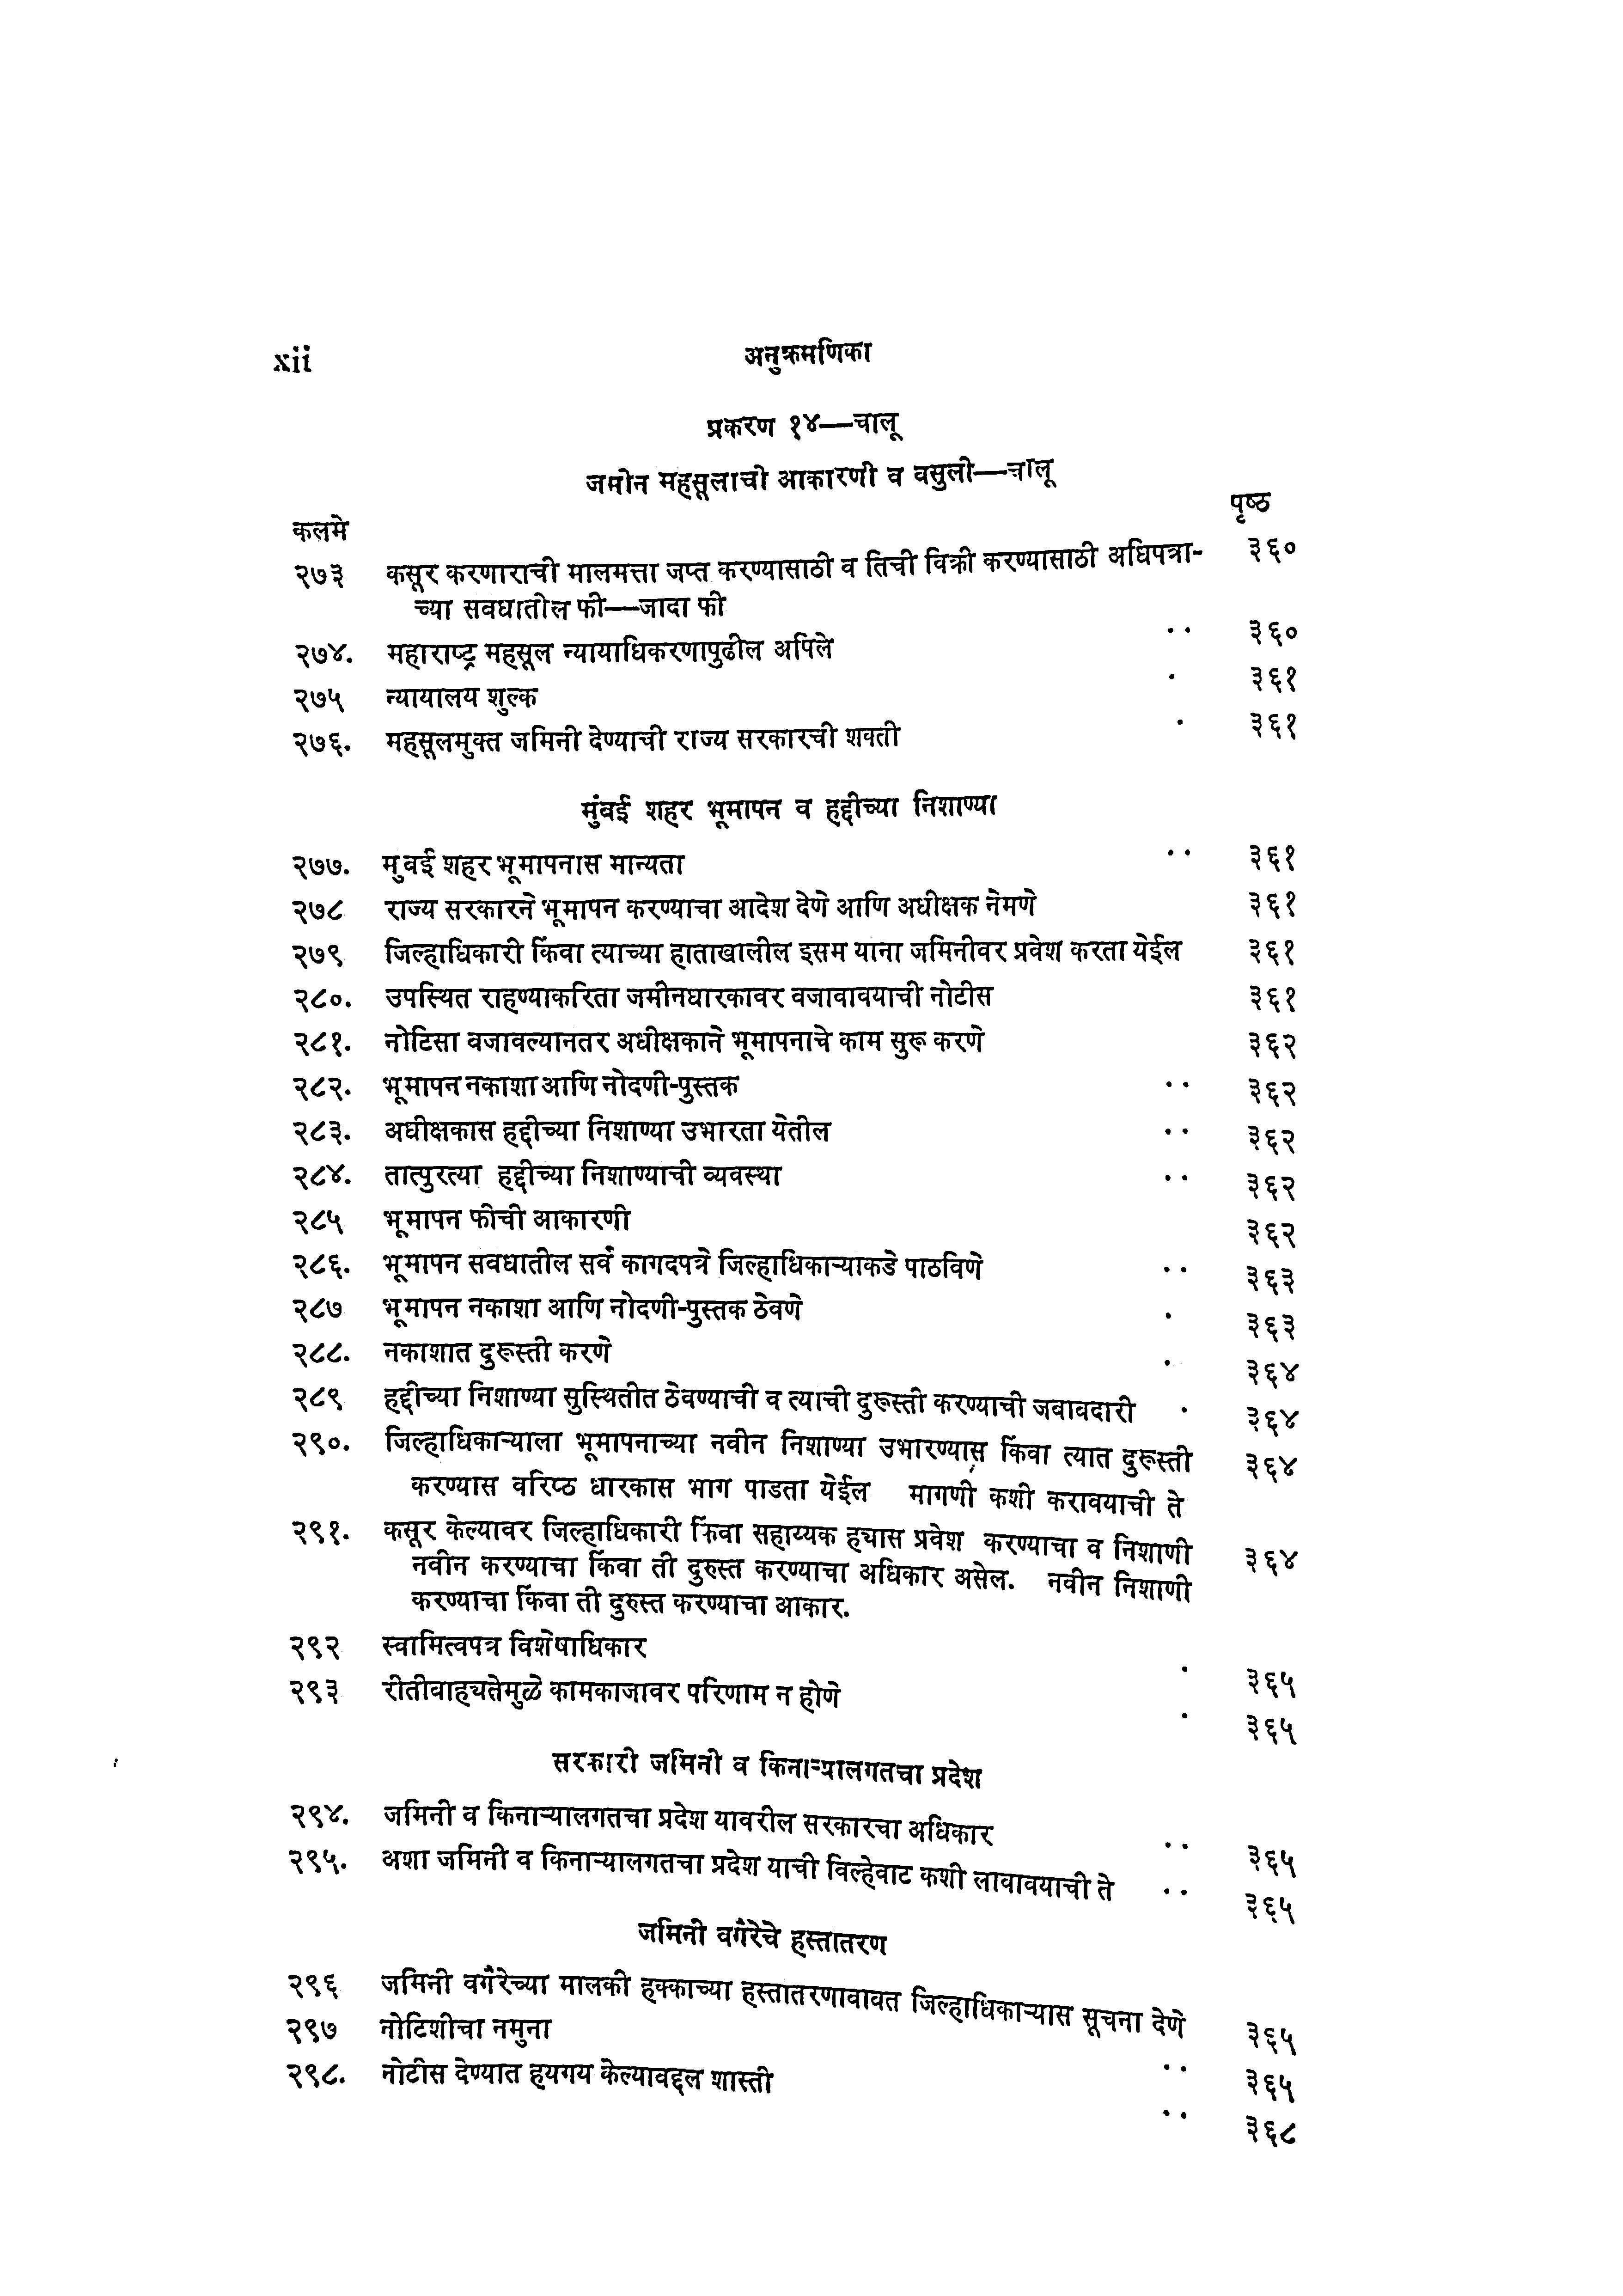 xii अनुक्रमणिका
प्रकरण १४—चालू
जमीन महसूलाची आकारणी व वसुली—चालू
कलमे पृष्ठ
२७३ कसूर करणाराची मालमत्ता जप्त करण्यासाठी व तिची विक्री करण्यासाठी अधिपत्रा- ३६०
च्या सवधातील फी—जादा फी
२७४. महाराष्ट्र महसूल न्यायाधिकरणापुढील अपिले .. ३६०
२७५ न्यायालय शुल्क . ३६१
२७६. महसूलमुक्त जमिनी देण्याची राज्य सरकारची शक्ती . ३६१
मुंबई शहर भूमापन व हद्दीच्या निशाण्या
२७७. मुवई शहर भूमापनास मान्यता .. ३६१
२७८ राज्य सरकारने भूमापन करण्याचा आदेश देणे आणि अधीक्षक नेमणे ३६१
२७९ जिल्हाधिकारी किंवा त्याच्या हाताखालील इसम याना जमिनीवर प्रवेश करता येईल ३६१
२८०. उपस्थित राहण्याकरिता जमीनधारकावर वजावावयाची नोटीस ३६१
२८१. नोटिसा वजावल्यानतर अधीक्षकाने भूमापनाचे काम सुरू करणे ३६२
२८२. भूमापन नकाशा आणि नोदणी-पुस्तक .. ३६२
२८३. अधीक्षकास हद्दीच्या निशाण्या उभारता येतील .. ३६२
२८४. तात्पुरत्या हद्दीच्या निशाण्याची व्यवस्था .. ३६२
२८५ भूमापन फीची आकारणी ३६२
२८६. भूमापन सवधातील सर्व कागदपत्रे जिल्हाधिकाऱ्याकडे पाठविणे .. ३६३
२८७ भूमापन नकाशा आणि नोदणी-पुस्तक ठेवणे . ३६३
२८८. नकाशात दुरूस्ती करणे . ३६४
२८९ हद्दीच्या निशाण्या सुस्थितीत ठेवण्याची व त्याची दुरूस्ती करण्याची जवावदारी . ३६४
२९०. जिल्हाधिकाऱ्याला भूमापनाच्या नवीन निशाण्या उभारण्यास किंवा त्यात दुरूस्ती ३६४
करण्यास वरिष्ठ धारकास भाग पाडता येईल मागणी कशी करावयाची ते
२९१. कसूर केल्यावर जिल्हाधिकारी किंवा सहाय्यक ह्यास प्रवेश करण्याचा व निशाणी ३६४
नवीन करण्याचा किंवा ती दुरुस्त करण्याचा अधिकार असेल. नवीन निशाणी
करण्याचा किंवा ती दुरुस्त करण्याचा आकार.
२९२ स्वामित्वपत्र विशेषाधिकार . ३६५
२९३ रीतीवाह्यतेमुळे कामकाजावर परिणाम न होणे . ३६५
सरकारी जमिनी व किनाऱ्यालगतचा प्रदेश
२९४. जमिनी व किनाऱ्यालगतचा प्रदेश यावरील सरकारचा अधिकार .. ३६५
२९५. अशा जमिनी व किनाऱ्यालगतचा प्रदेश याची विल्हेवाट कशी लावावयाची ते .. ३६५
जमिनी वगैरेचे हस्तातरण
२९६ जमिनी वगैरेच्या मालकी हक्काच्या हस्तातरणावावत जिल्हाधिकाऱ्यास सूचना देणे ३६५
२९७ नोटिशीचा नमुना .. ३६५
२९८. नोटीस देण्यात हयगय केल्यावद्दल शास्ती .. ३६८